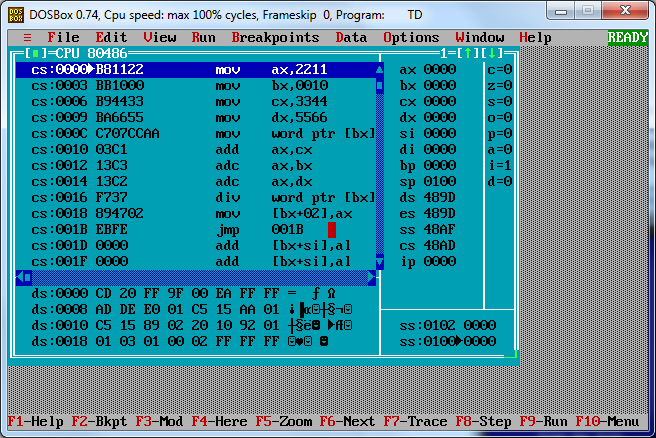 DOSBox 0.74, Cpu speed: max 100% cycles, Frameskip 0, Program: TD
≡ File Edit View Run Breakpoints Data Options Window Help READY
[■]=CPU 80486 1=[↑][↓]
cs:0000►B81122 mov ax,2211 ax 0000 c=0
cs:0003 BB1000 mov bx,0010 bx 0000 z=0
cs:0006 B94433 mov cx,3344 cx 0000 s=0
cs:0009 BA6655 mov dx,5566 dx 0000 o=0
cs:000C C707CCAA mov word ptr [bx] si 0000 p=0
cs:0010 03C1 add ax,cx di 0000 a=0
cs:0012 13C3 adc ax,bx bp 0000 i=1
cs:0014 13C2 adc ax,dx sp 0100 d=0
cs:0016 F737 div word ptr [bx] ds 489D
cs:0018 894702 mov [bx+02],ax es 489D
cs:001B EBFE jmp 001B ss 48AF
cs:001D 0000 add [bx+si],al cs 48AD
cs:001F 0000 add [bx+si],al ip 0000
ds:0000 CD 20 FF 9F 00 EA FF FF = ƒ Ω
ds:0008 AD DE E0 01 C5 15 AA 01 ¡▐α☺┼§¬☺
ds:0010 C5 15 89 02 20 10 92 01 ┼§ë☻ ►Æ☺ ss:0102 0000
ds:0018 01 03 01 00 02 FF FF FF ☺♥☺ ☻ ss:0100►0000
F1-Help F2-Bkpt F3-Mod F4-Here F5-Zoom F6-Next F7-Trace F8-Step F9-Run F10-Menu